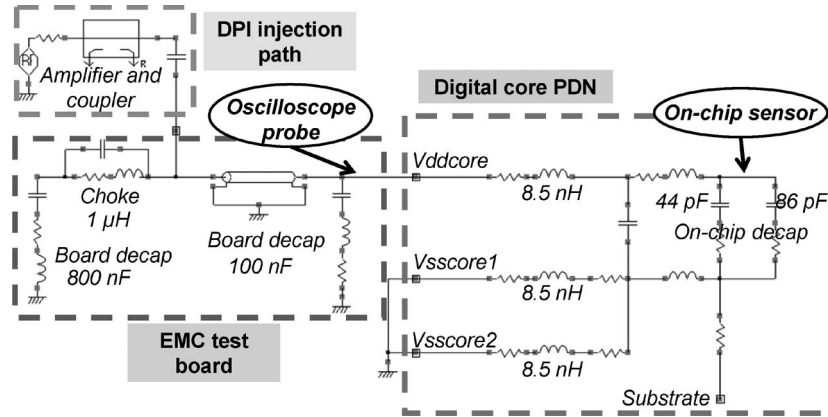 DPI injection
path
RF
R
Amplifier and
coupler
Oscilloscope
probe
Digital core PDN
On-chip sensor
Vddcore
8.5 nH
44 pF
86 pF
On-chip decap
Choke
1 µH
Board decap
800 nF
Board decap
100 nF
Vsscore1
8.5 nH
Vsscore2
8.5 nH
Substrate
EMC test
board